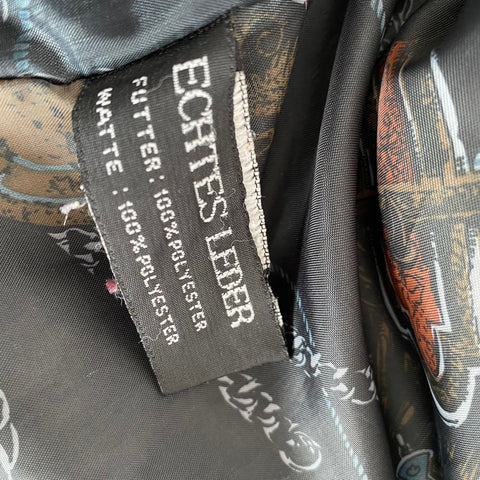 ECHTES LEDER
FUTTER: 100% POLYESTER
WATTE : 100% POLYESTER